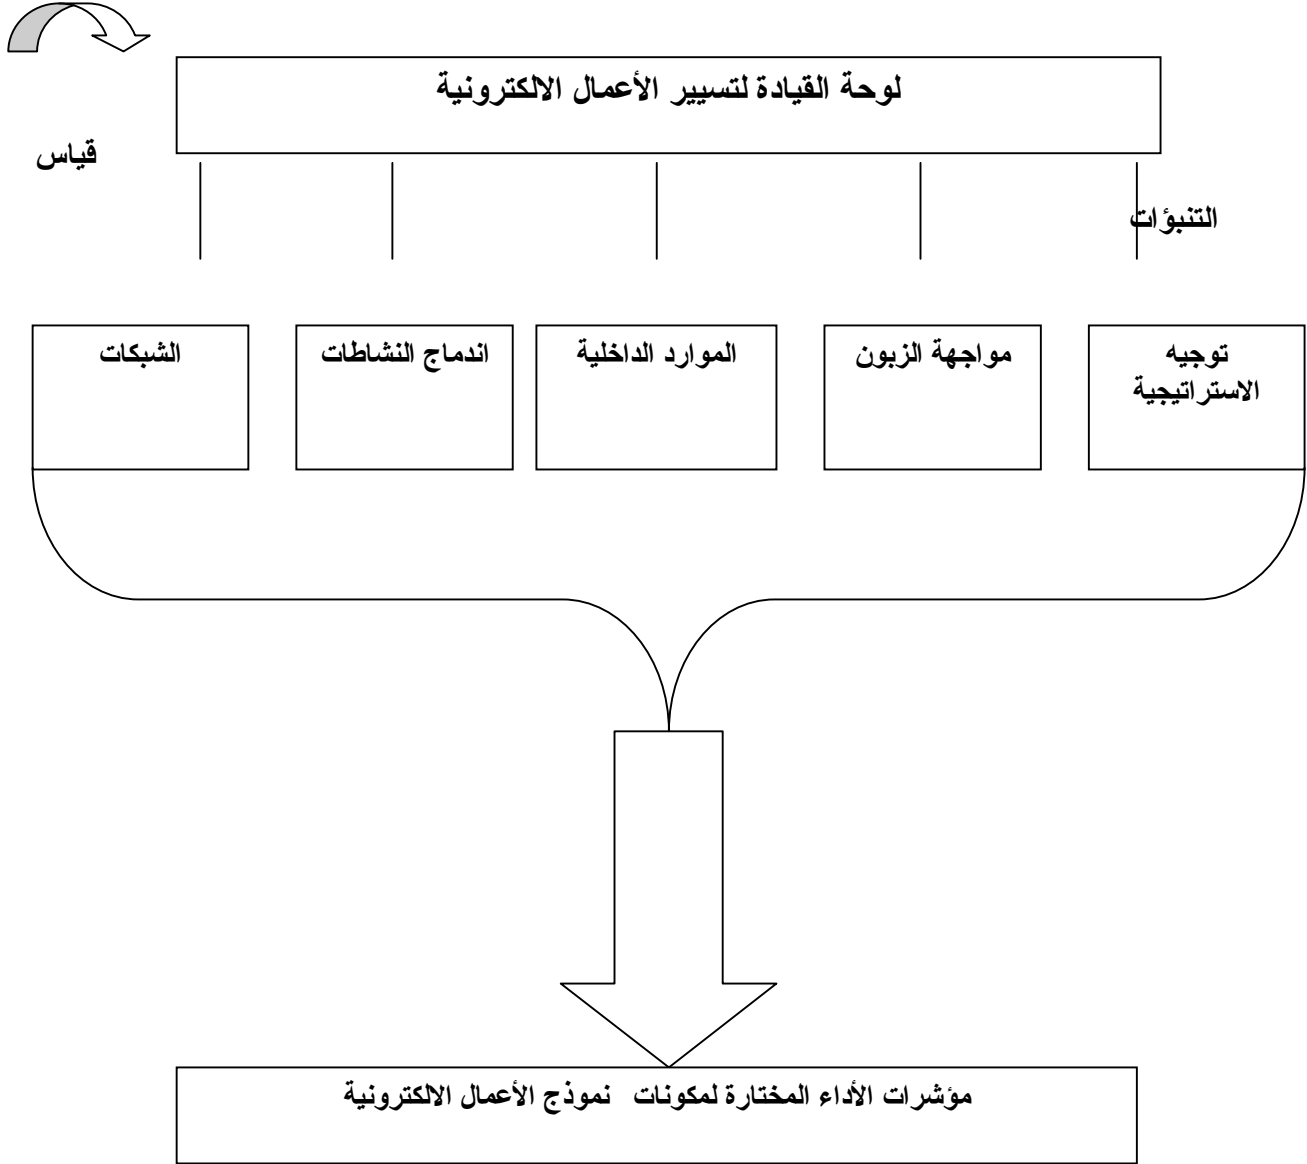 لوحة القيادة لتسيير الأعمال الالكترونية
قياس
التنبؤات
توجيه
الاستراتيجية
مواجهة الزبون
الموارد الداخلية
اندماج النشاطات
الشبكات
مؤشرات الأداء المختارة لمكونات نموذج الأعمال الالكترونية